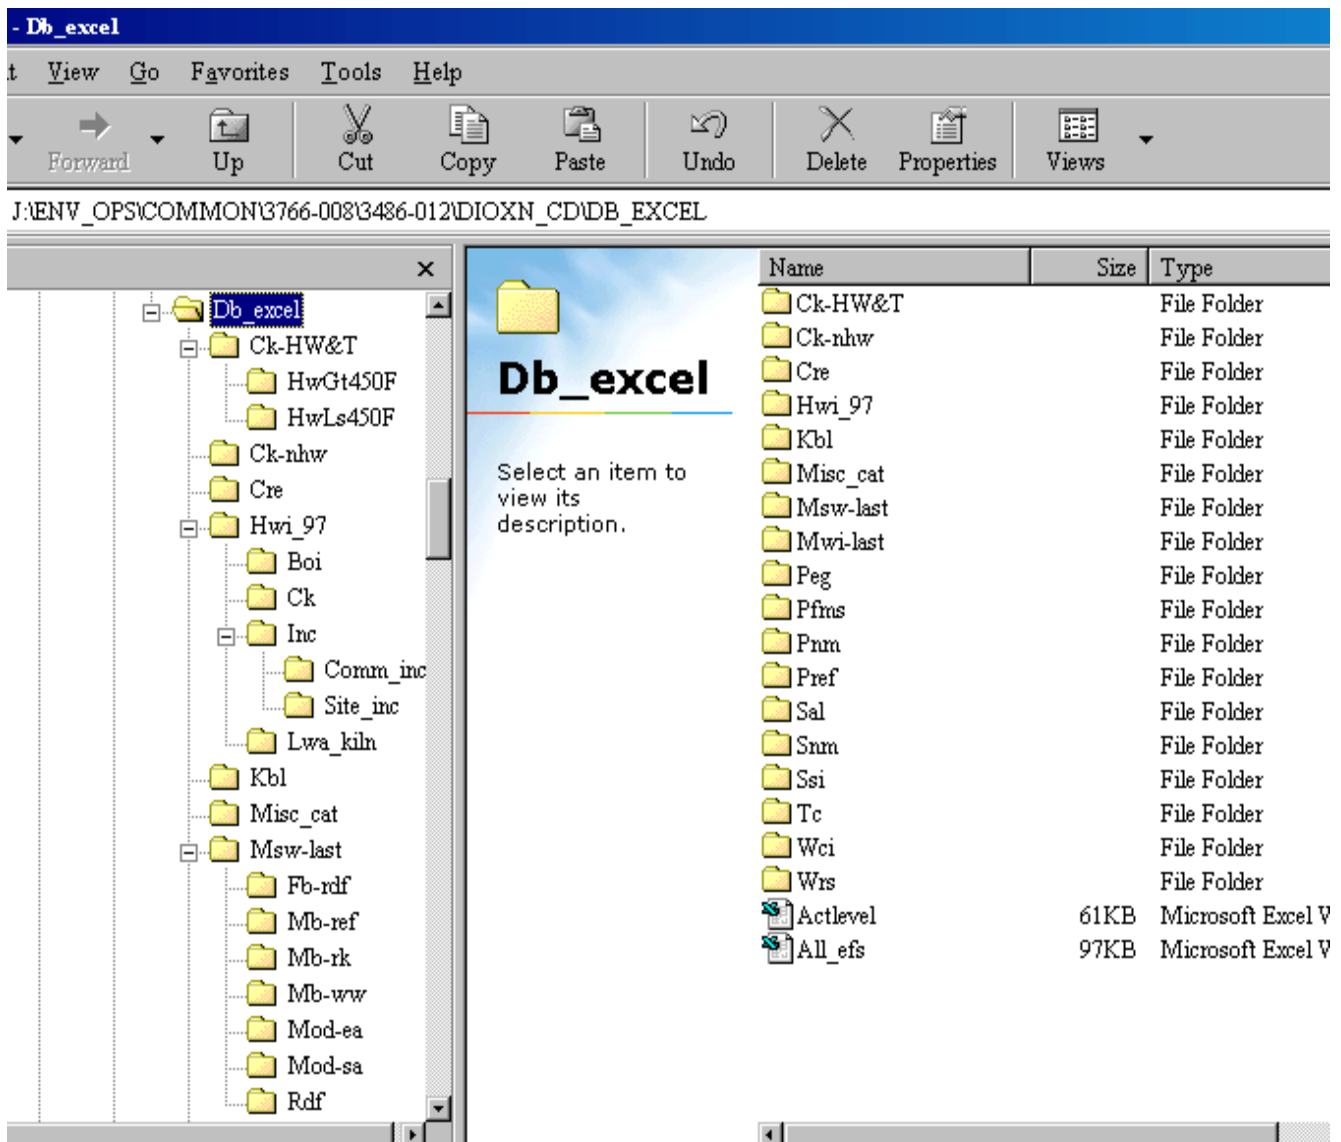 - Db_excel
View Go Favorites Tools Help
Forward Up Cut Copy Paste Undo Delete Properties Views
J:\ENV_OPS\COMMON\3766-008\3486-012\DIOXN_CD\DB_EXCEL
Db_excel
Ck-HW&T
HwGt450F
HwLs450F
Ck-nhw
Cre
Hwi_97
Boi
Ck
Inc
Comm_inc
Site_inc
Lwa_kiln
Kbl
Misc_cat
Msw-last
Fb-rdf
Mb-ref
Mb-rk
Mb-ww
Mod-ea
Mod-sa
Rdf
Db_excel
Select an item to
view its
description.
Name Size Type
Ck-HW&T File Folder
Ck-nhw File Folder
Cre File Folder
Hwi_97 File Folder
Kbl File Folder
Misc_cat File Folder
Msw-last File Folder
Mwi-last File Folder
Peg File Folder
Pfms File Folder
Pnm File Folder
Pref File Folder
Sal File Folder
Snm File Folder
Ssi File Folder
Tc File Folder
Wci File Folder
Wrs File Folder
Actlevel 61KB Microsoft Excel W
All_efs 97KB Microsoft Excel W